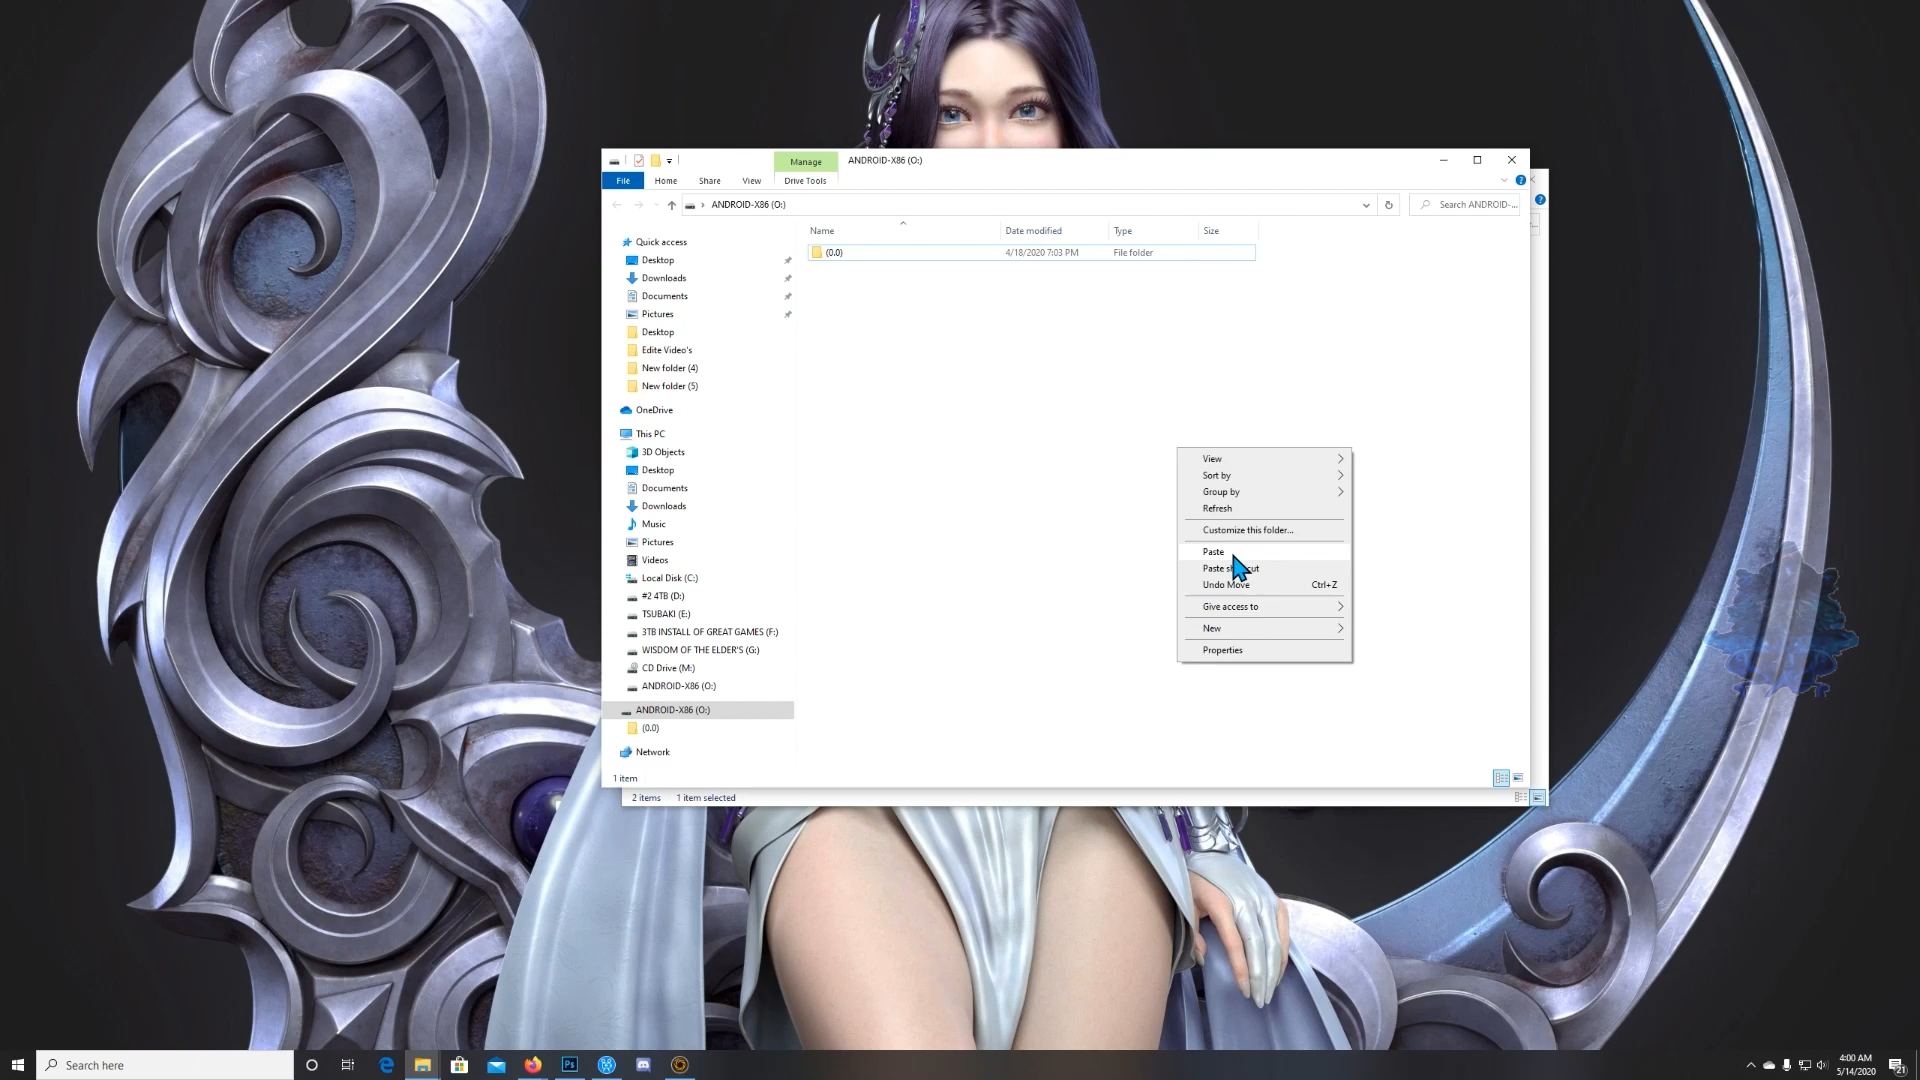 Manage
ANDROID-X86 (O:)
File
Home
Share
View
Drive Tools
ANDROID-X86 (O:)
Search ANDROID-...
Name
Date modified
Type
Size
(0.0)
4/18/2020 7:03 PM
File folder
Quick access
Desktop
Downloads
Documents
Pictures
Desktop
Edite Video's
New folder (4)
New folder (5)
OneDrive
This PC
3D Objects
Desktop
Documents
Downloads
Music
Pictures
Videos
Local Disk (C:)
#2 4TB (D:)
TSUBAKI (E:)
3TB INSTALL OF GREAT GAMES (F:)
WISDOM OF THE ELDER'S (G:)
CD Drive (M:)
ANDROID-X86 (O:)
ANDROID-X86 (O:)
(0.0)
Network
View
Sort by
Group by
Refresh
Customize this folder...
Paste
Paste shortcut
Undo Move
Ctrl+Z
Give access to
New
Properties
1 item
2 items
1 item selected
Search here
Ps
4:00 AM
5/14/2020
21